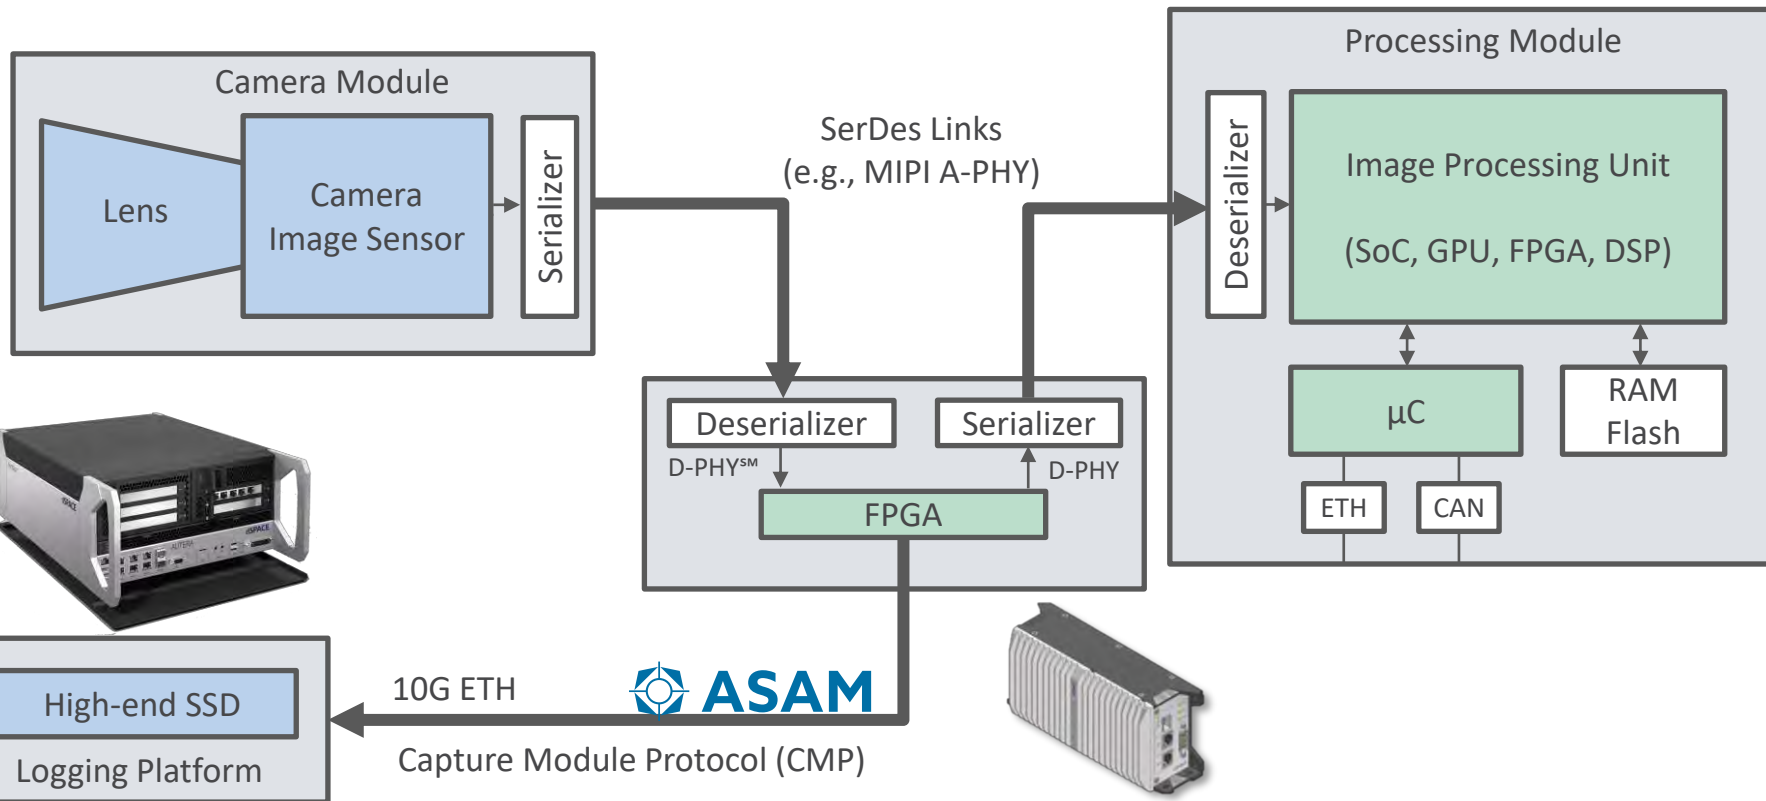 Camera Module
Lens
Camera
Image Sensor
Serializer
SerDes Links
(e.g., MIPI A-PHY)
Processing Module
Deserializer
Image Processing Unit
(SoC, GPU, FPGA, DSP)
µC
RAM
Flash
ETH
CAN
Deserializer
Serializer
D-PHY℠
D-PHY
FPGA
dSPACE
AUTERA
10G ETH
ASAM
Capture Module Protocol (CMP)
High-end SSD
Logging Platform